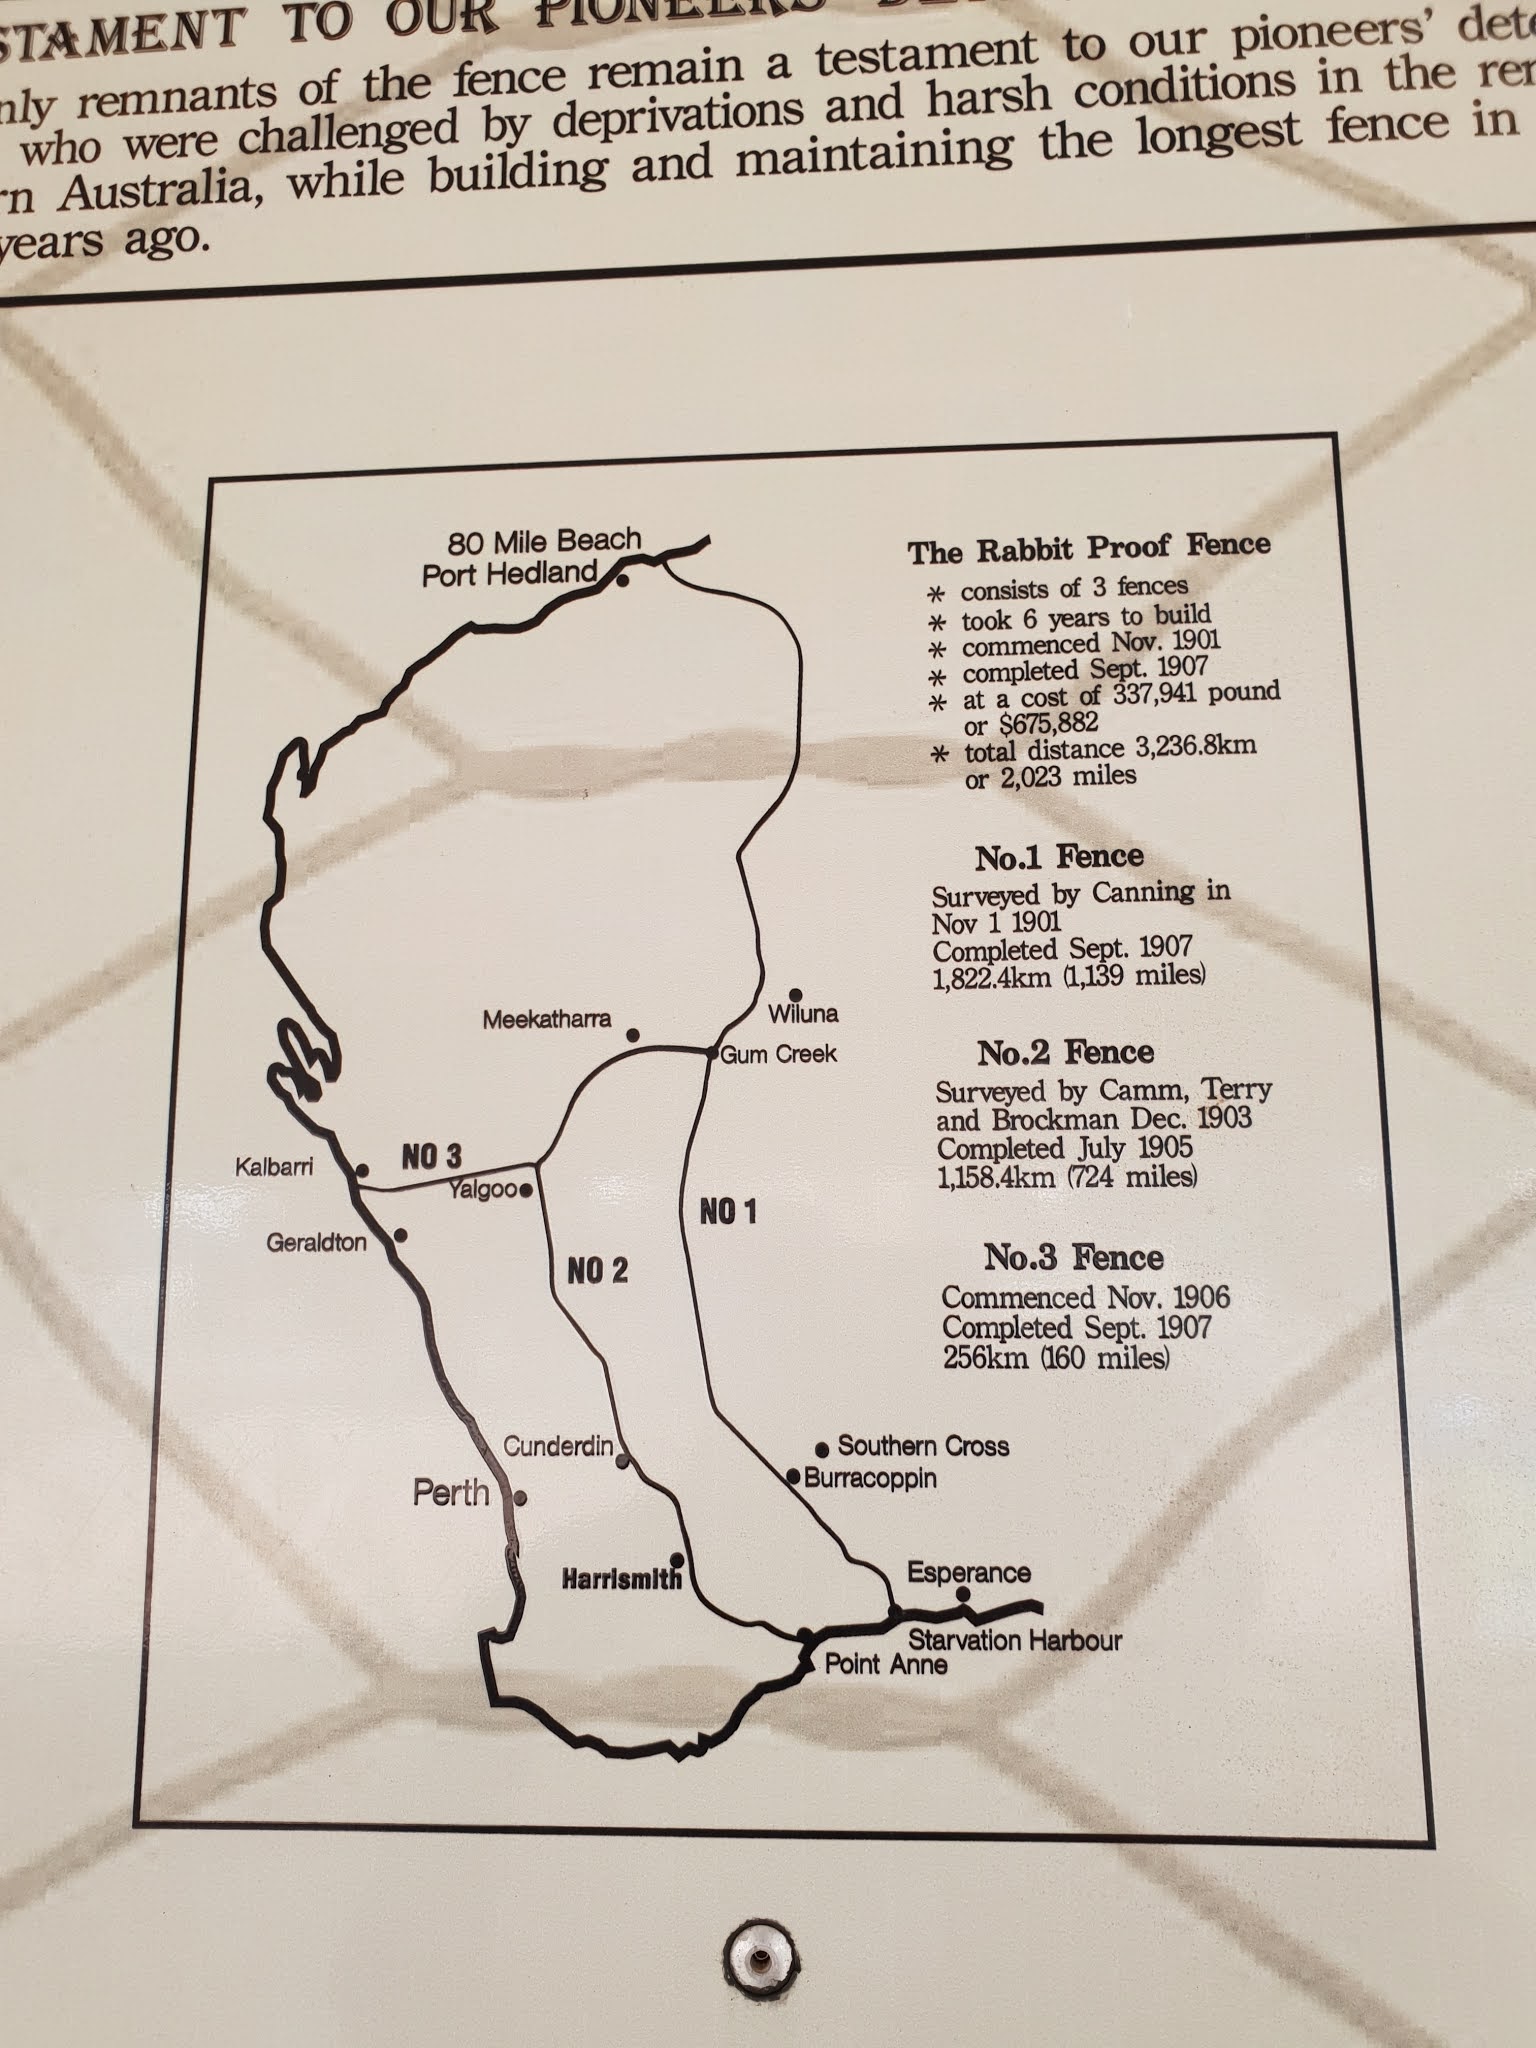 TESTAMENT TO OUR PIONEERS'
remnants of the fence remain a testament to our pioneers'
who were challenged by deprivations and harsh conditions in the
Australia, while building and maintaining the longest fence in
years ago.
80 Mile Beach
Port Hedland
The Rabbit Proof Fence
* consists of 3 fences
* took 6 years to build
* commenced Nov. 1901
* completed Sept. 1907
* at a cost of 337,941 pound
or $675,882
* total distance 3,236.8km
or 2,023 miles
No.1 Fence
Surveyed by Canning in
Nov 1 1901
Completed Sept. 1907
1,822.4km (1,139 miles)
Meekatharra
Wiluna
Gum Creek
No.2 Fence
Surveyed by Camm, Terry
and Brockman Dec. 1903
Completed July 1905
1,158.4km (724 miles)
Kalbarri
NO 3
Yalgoo
NO 1
Geraldton
NO 2
No.3 Fence
Commenced Nov. 1906
Completed Sept. 1907
256km (160 miles)
Cunderdin
Southern Cross
Burracoppin
Perth
Harrismith
Esperance
Starvation Harbour
Point Anne